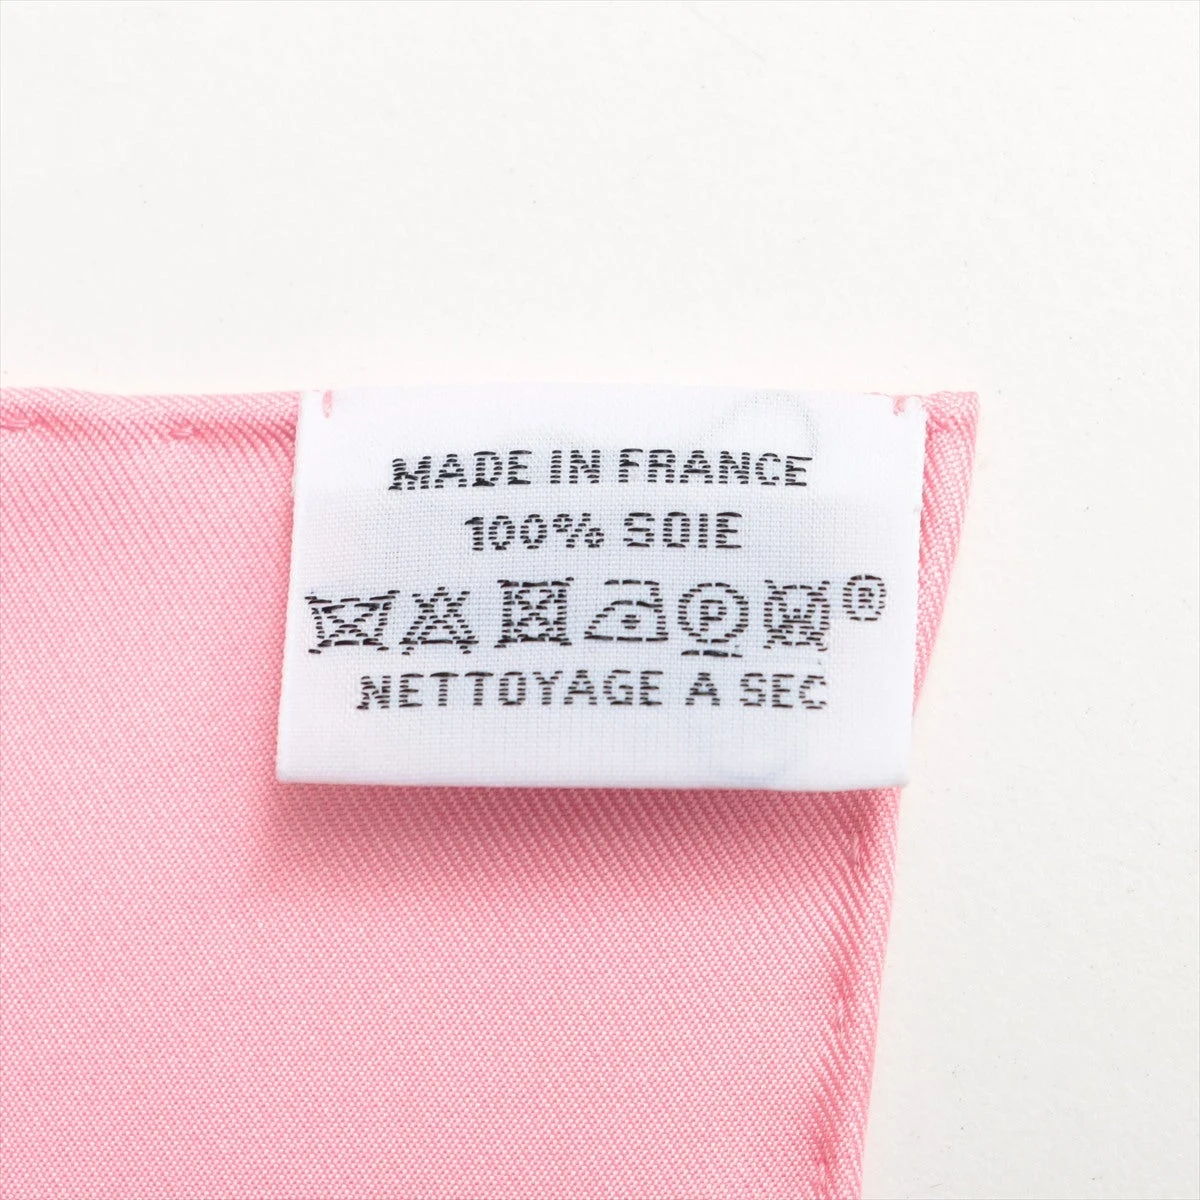 MADE IN FRANCE
100% SOIE
P W ®
NETTOYAGE A SEC